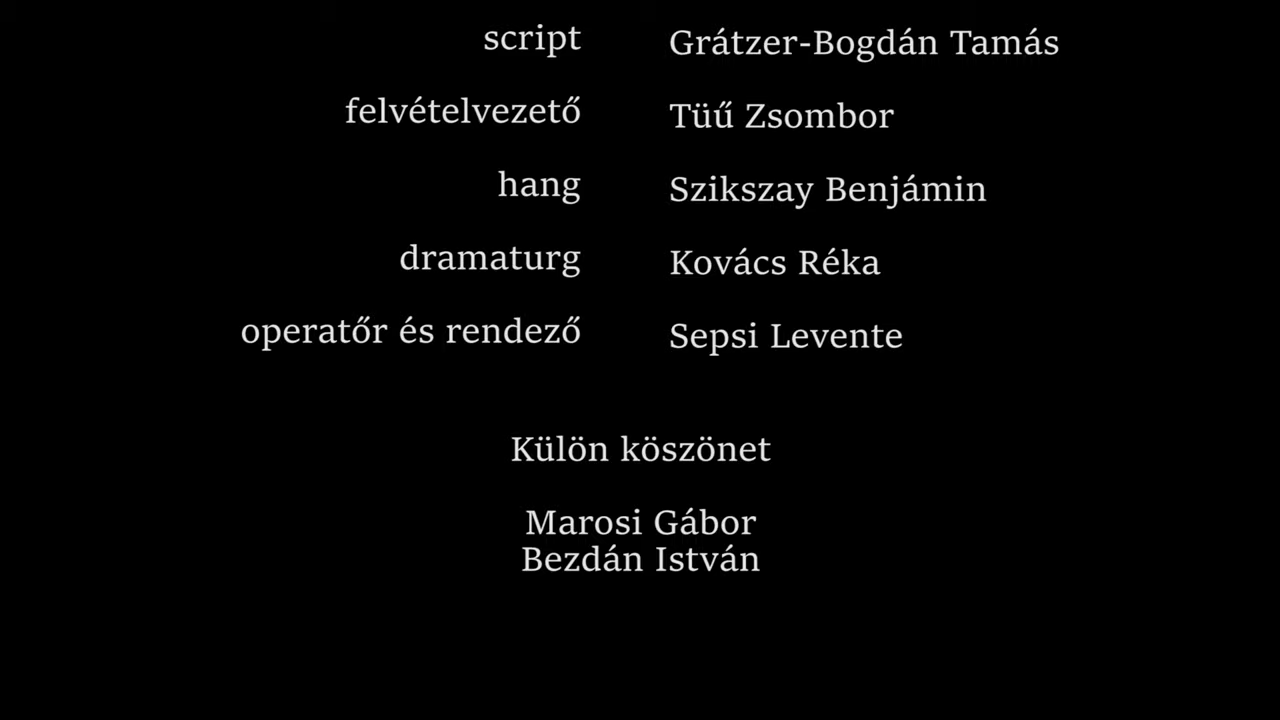 script Grátzer-Bogdán Tamás
felvételvezető Tüű Zsombor
hang Szikszay Benjámin
dramaturg Kovács Réka
operatőr és rendező Sepsi Levente
Külön köszönet
Marosi Gábor
Bezdán István